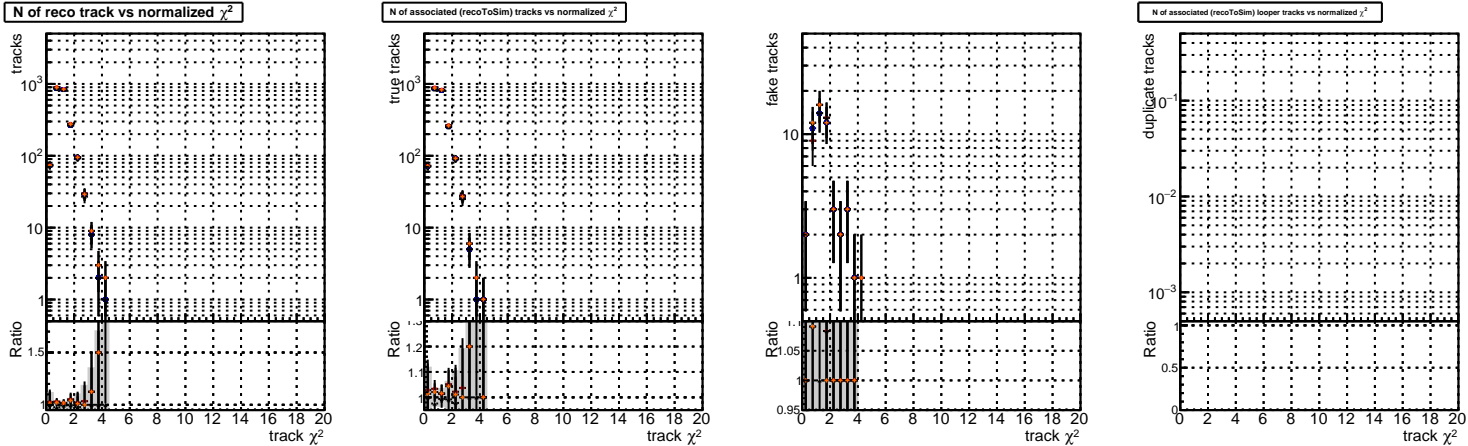 N of reco track vs normalized χ²
tracks
10³
10²
10
1
Ratio
1.5
1
0 2 4 6 8 10 12 14 16 18 20
track χ²
N of associated (recoToSim) tracks vs normalized χ²
true tracks
10³
10²
10
1
Ratio
1.3
1.2
1.1
1
0 2 4 6 8 10 12 14 16 18 20
track χ²
fake tracks
10
1
Ratio
1.1
1.05
1
0.95
0 2 4 6 8 10 12 14 16 18 20
track χ²
N of associated (recoToSim) looper tracks vs normalized χ²
duplicate tracks
10⁻¹
10⁻²
10⁻³
Ratio
1
0.5
0
0 2 4 6 8 10 12 14 16 18 20
track χ²